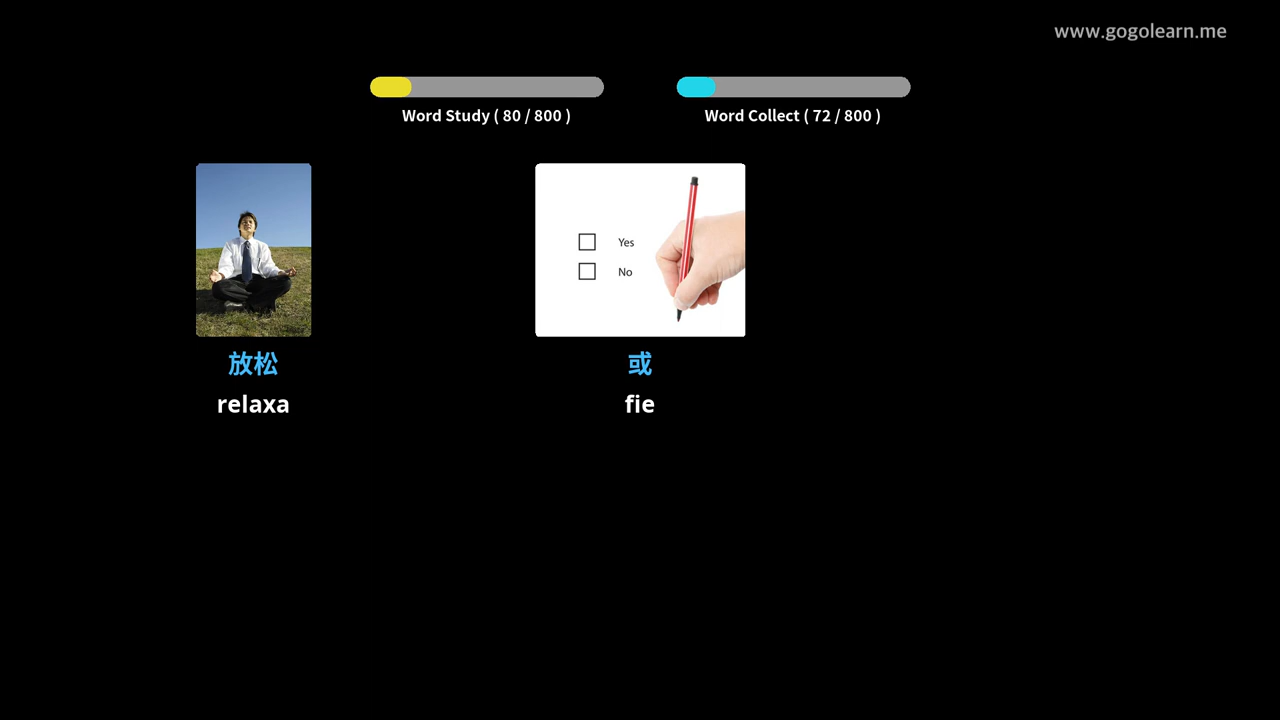 www.gogolearn.me
Word Study ( 80 / 800 )
Word Collect ( 72 / 800 )
Yes
No
放松
或
relaxa
fie